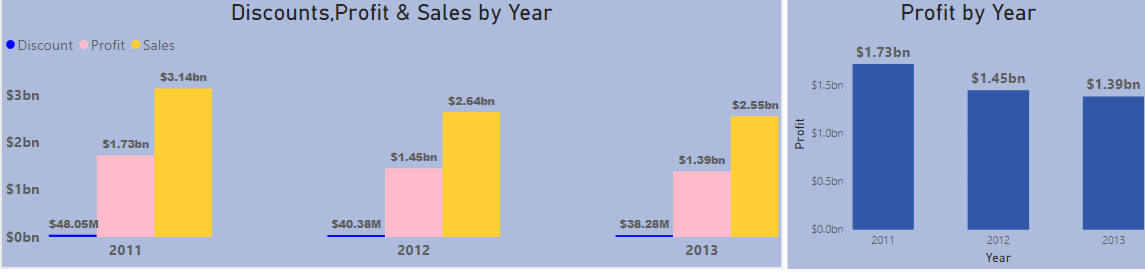 Discounts,Profit & Sales by Year
Discount Profit Sales
$3bn
$2bn
$1bn
$0bn
$48.05M
$1.73bn
$3.14bn
$40.38M
$1.45bn
$2.64bn
$38.28M
$1.39bn
$2.55bn
2011
2012
2013
Profit by Year
Profit
$1.5bn
$1.0bn
$0.5bn
$0.0bn
$1.73bn
$1.45bn
$1.39bn
2011
2012
2013
Year